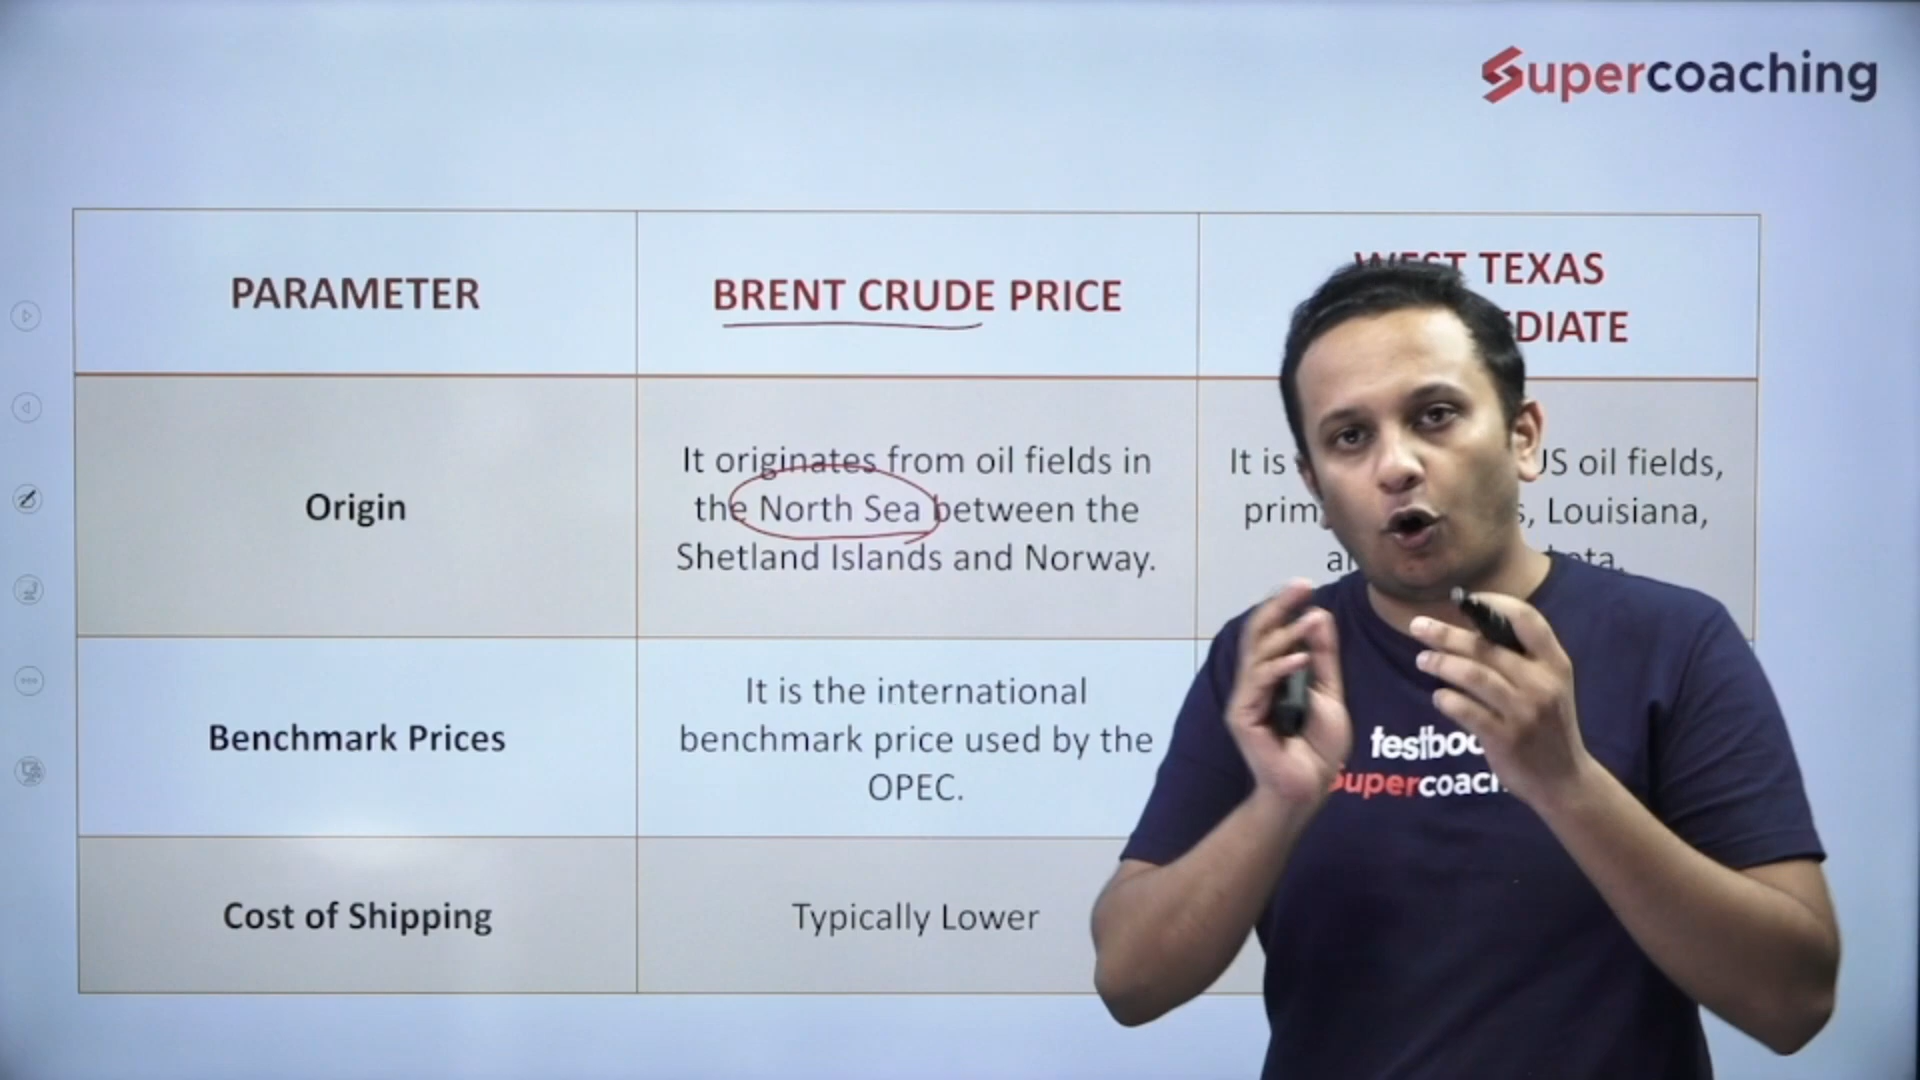 Supercoaching
PARAMETER
BRENT CRUDE PRICE
WEST TEXAS
Origin
It originates from oil fields in
the North Sea between the
Shetland Islands and Norway.
It is
US oil fields,
Louisiana,
Benchmark Prices
It is the international
benchmark price used by the
OPEC.
Cost of Shipping
Typically Lower